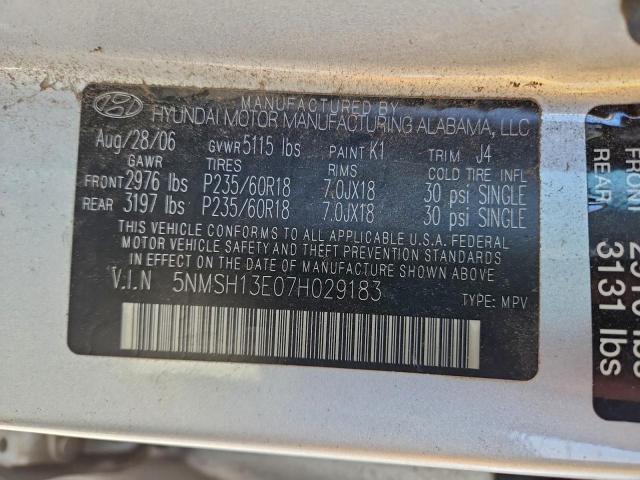 MANUFACTURED BY
HYUNDAI MOTOR MANUFACTURING ALABAMA, LLC
Aug/28/06 GVWR 5115 lbs PAINT K1 TRIM J4
GAWR TIRES RIMS COLD TIRE INFL
FRONT 2976 lbs P235/60R18 7.0JX18 30 psi SINGLE
REAR 3197 lbs P235/60R18 7.0JX18 30 psi SINGLE
THIS VEHICLE CONFORMS TO ALL APPLICABLE U.S.A. FEDERAL
MOTOR VEHICLE SAFETY AND THEFT PREVENTION STANDARDS
IN EFFECT ON THE DATE OF MANUFACTURE SHOWN ABOVE.
V.I.N 5NMSH13E07H029183 TYPE: MPV
lbs
3131 lbs